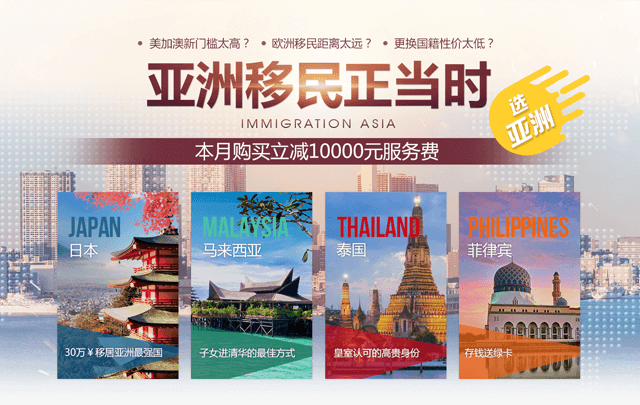 • 美加澳新门槛太高？ • 欧洲移民距离太远？ • 更换国籍性价太低？
亚洲移民正当时
选
亚洲
IMMIGRATION ASIA
本月购买立减10000元服务费
JAPAN
日本
30万￥移居亚洲最强国
MALAYSIA
马来西亚
子女进清华的最佳方式
THAILAND
泰国
皇室认可的高贵身份
PHILIPPINES
菲律宾
存钱送绿卡